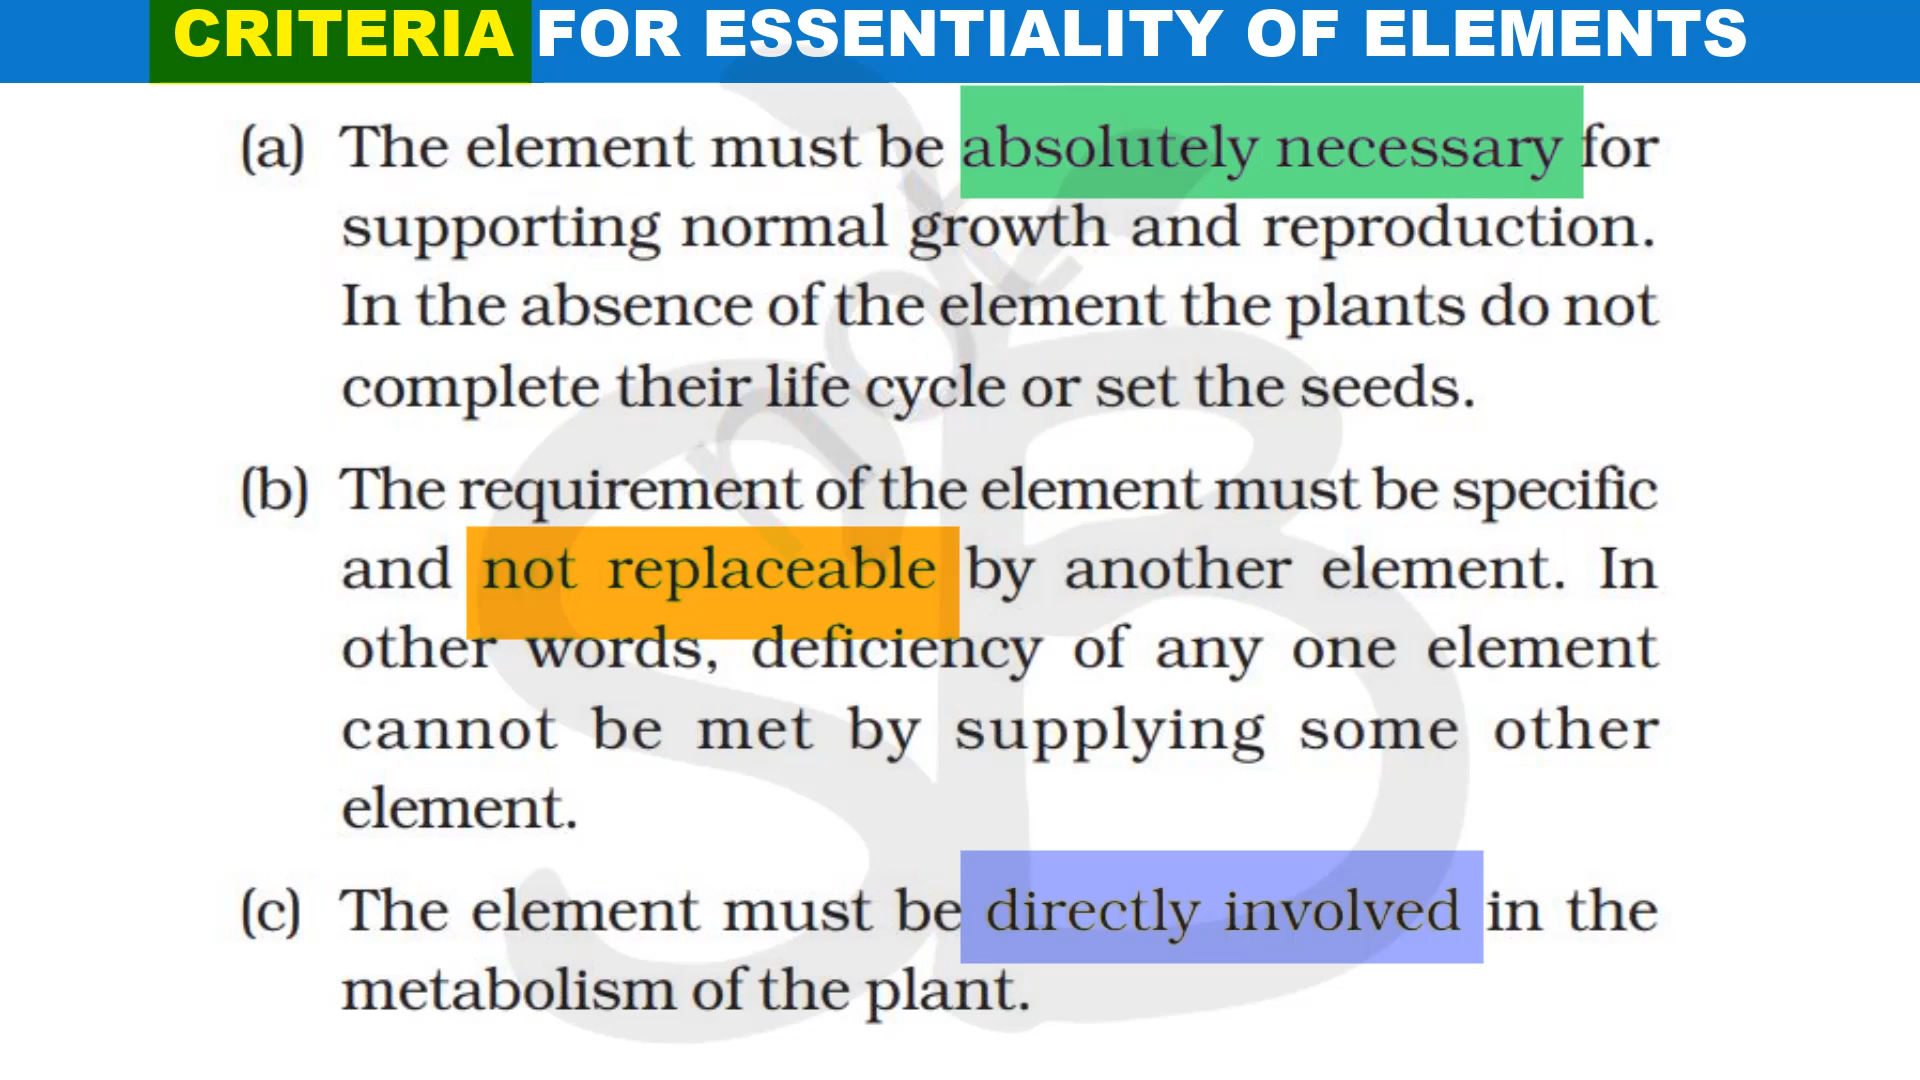 CRITERIA FOR ESSENTIALITY OF ELEMENTS
(a) The element must be absolutely necessary for
supporting normal growth and reproduction.
In the absence of the element the plants do not
complete their life cycle or set the seeds.
(b) The requirement of the element must be specific
and not replaceable by another element. In
other words, deficiency of any one element
cannot be met by supplying some other
element.
(c) The element must be directly involved in the
metabolism of the plant.